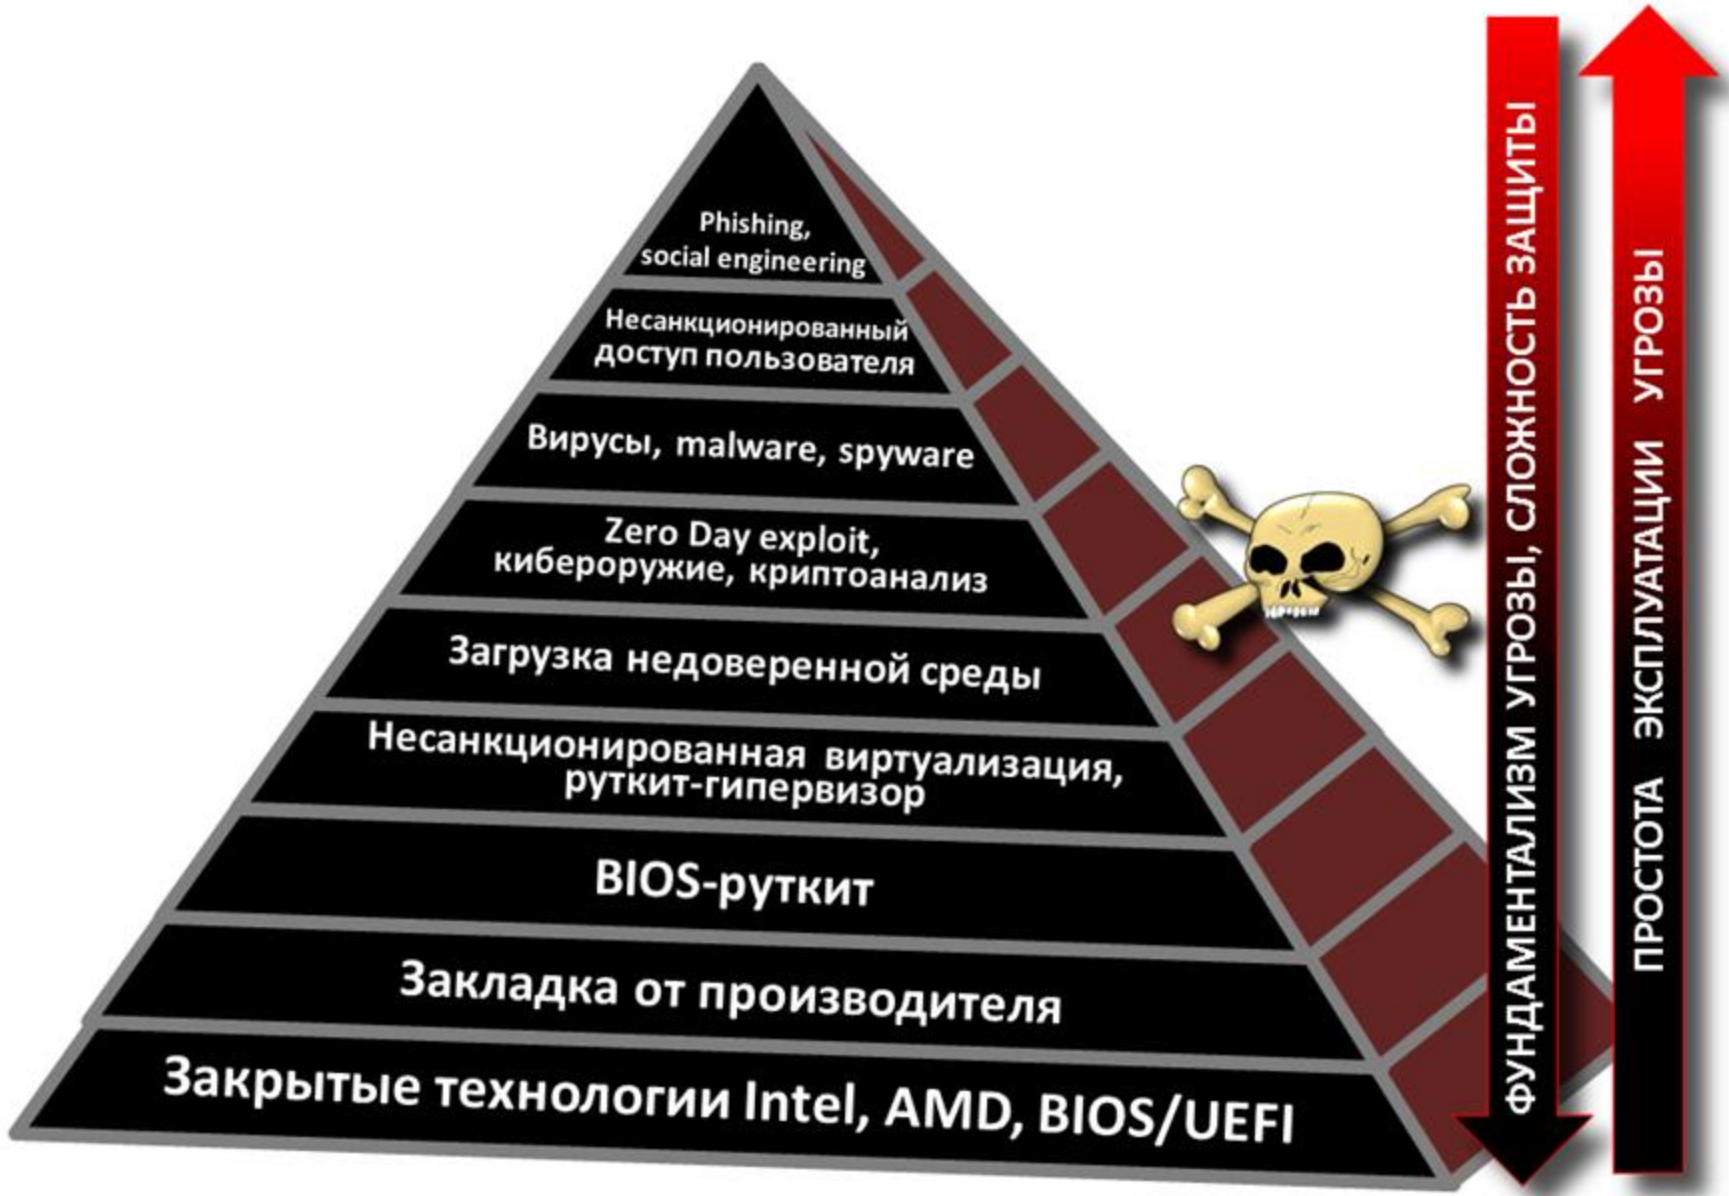 Phishing,
social engineering
Несанкционированный
доступ пользователя
Вирусы, malware, spyware
Zero Day exploit,
кибероружие, криптоанализ
Загрузка недоверенной среды
Несанкционированная виртуализация,
руткит-гипервизор
BIOS-руткит
Закладка от производителя
Закрытые технологии Intel, AMD, BIOS/UEFI
ФУНДАМЕНТАЛИЗМ УГРОЗЫ, СЛОЖНОСТЬ ЗАЩИТЫ
ПРОСТОТА ЭКСПЛУАТАЦИИ УГРОЗЫ